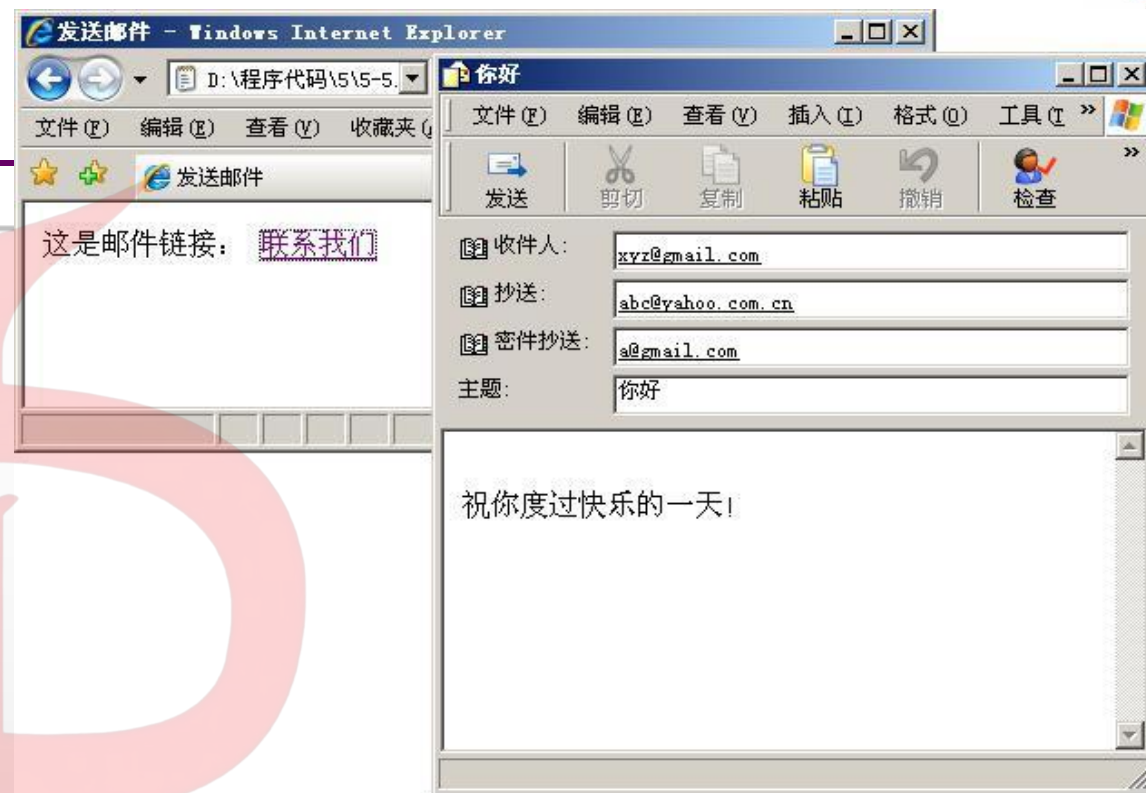 发送邮件 - Windows Internet Explorer
D:\程序代码\5\5-5.
文件(F) 编辑(E) 查看(V) 收藏夹(
发送邮件
这是邮件链接： 联系我们
你好
文件(F) 编辑(E) 查看(V) 插入(I) 格式(O) 工具(T »
发送 剪切 复制 粘贴 撤销 检查 »
收件人: xyz@gmail.com
抄送: abc@yahoo.com.cn
密件抄送: a@gmail.com
主题: 你好
祝你度过快乐的一天!